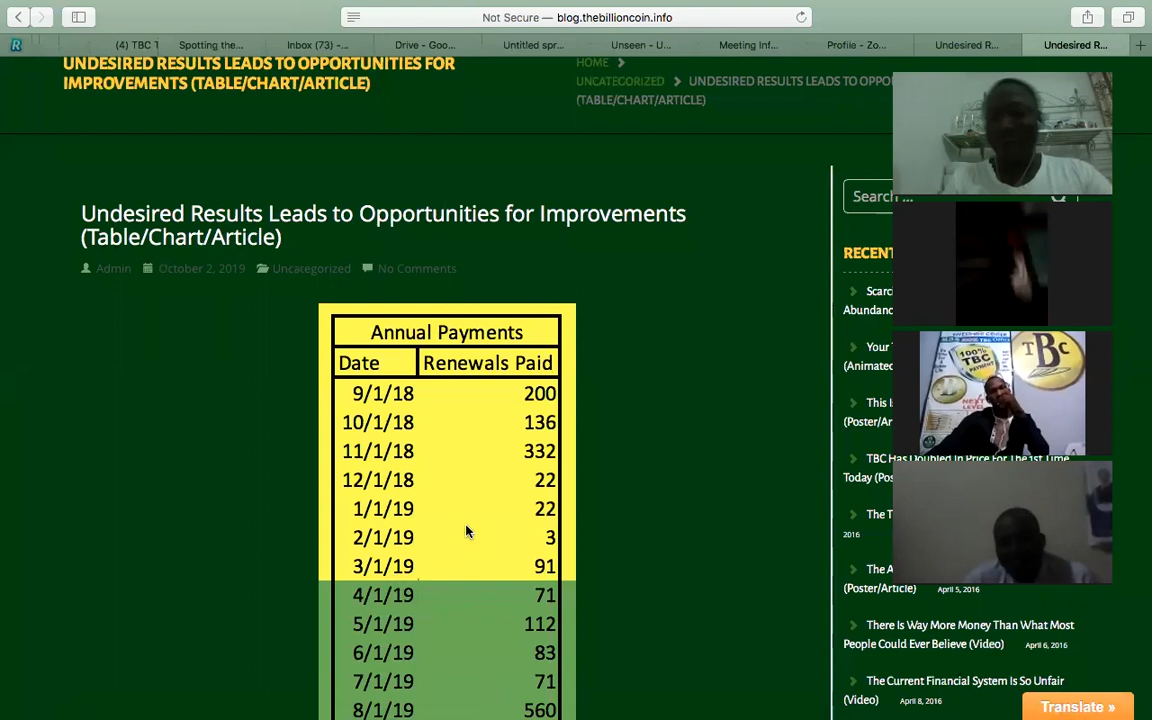 Not Secure — blog.thebillioncoin.info
(4) TBC T
Spotting the...
Inbox (73) –...
Drive - Goo...
Untitled spr...
Unseen - U...
Meeting Inf...
Profile - Zo...
Undesired R...
Undesired R...
UNDESIRED RESULTS LEADS TO OPPORTUNITIES FOR
IMPROVEMENTS (TABLE/CHART/ARTICLE)
HOME
UNCATEGORIZED UNDESIRED RESULTS LEADS TO OPPO
(TABLE/CHART/ARTICLE)
Undesired Results Leads to Opportunities for Improvements
(Table/Chart/Article)
Admin October 2, 2019 Uncategorized No Comments
Annual Payments
Date Renewals Paid
9/1/18 200
10/1/18 136
11/1/18 332
12/1/18 22
1/1/19 22
2/1/19 3
3/1/19 91
4/1/19 71
5/1/19 112
6/1/19 83
7/1/19 71
8/1/19 560
Search ...
RECENT
Scarci
Abundanc
Your T
(Animated
This I
(Poster/Ar
TBC Has Doubled In Price For The 1st Time
Today (Pos
The T
2016
The A
(Poster/Article) April 5, 2016
There Is Way More Money Than What Most
People Could Ever Believe (Video) April 6, 2016
The Current Financial System Is So Unfair
(Video) April 8, 2016
100%
TBC
PAYMENT
TBC
NEXT
LEVEL
Translate »